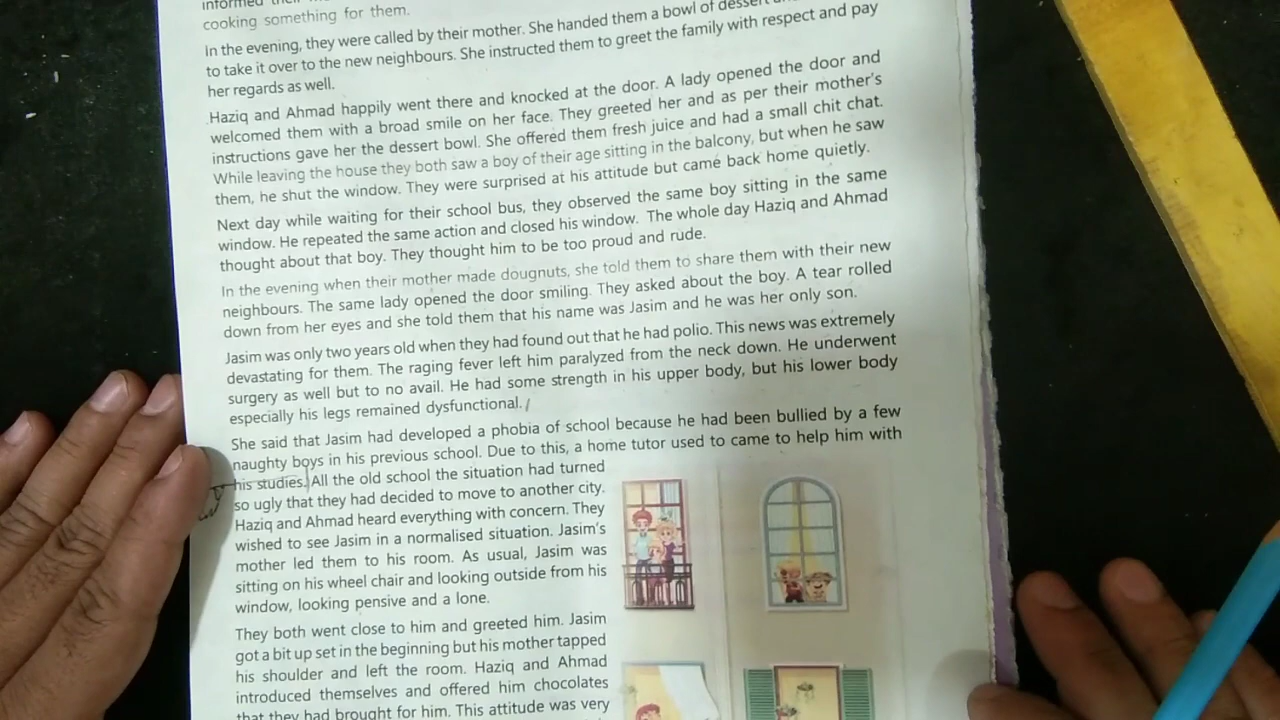 informed their
cooking something for them.
In the evening, they were called by their mother. She handed them a bowl of dessert
to take it over to the new neighbours. She instructed them to greet the family with respect and pay
her regards as well.
Haziq and Ahmad happily went there and knocked at the door. A lady opened the door and
welcomed them with a broad smile on her face. They greeted her and as per their mother's
instructions gave her the dessert bowl. She offered them fresh juice and had a small chit chat.
While leaving the house they both saw a boy of their age sitting in the balcony, but when he saw
them, he shut the window. They were surprised at his attitude but came back home quietly.
Next day while waiting for their school bus, they observed the same boy sitting in the same
window. He repeated the same action and closed his window. The whole day Haziq and Ahmad
thought about that boy. They thought him to be too proud and rude.
In the evening when their mother made dougnuts, she told them to share them with their new
neighbours. The same lady opened the door smiling. They asked about the boy. A tear rolled
down from her eyes and she told them that his name was Jasim and he was her only son.
Jasim was only two years old when they had found out that he had polio. This news was extremely
devastating for them. The raging fever left him paralyzed from the neck down. He underwent
surgery as well but to no avail. He had some strength in his upper body, but his lower body
especially his legs remained dysfunctional.
She said that Jasim had developed a phobia of school because he had been bullied by a few
naughty boys in his previous school. Due to this, a home tutor used to came to help him with
his studies. All the old school the situation had turned
so ugly that they had decided to move to another city.
Haziq and Ahmad heard everything with concern. They
wished to see Jasim in a normalised situation. Jasim's
mother led them to his room. As usual, Jasim was
sitting on his wheel chair and looking outside from his
window, looking pensive and a lone.
They both went close to him and greeted him. Jasim
got a bit up set in the beginning but his mother tapped
his shoulder and left the room. Haziq and Ahmad
introduced themselves and offered him chocolates
that they had brought for him. This attitude was very